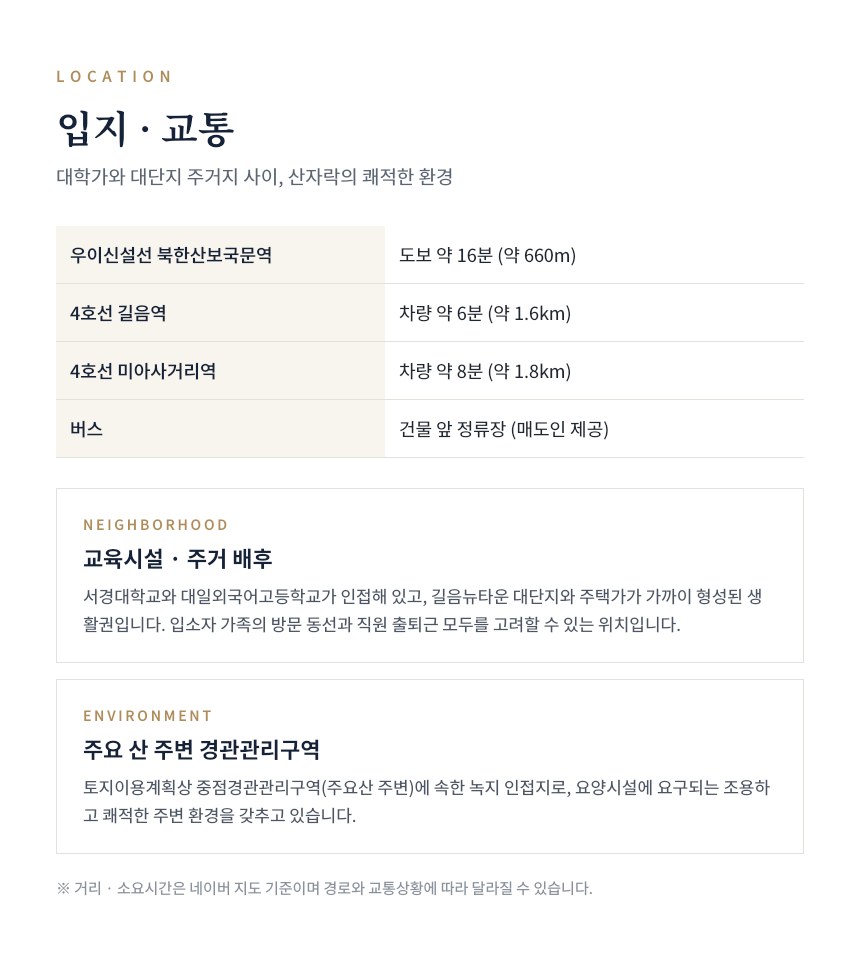 LOCATION
입지 · 교통
대학가와 대단지 주거지 사이, 산자락의 쾌적한 환경
우이신설선 북한산보국문역 도보 약 16분 (약 660m)
4호선 길음역 차량 약 6분 (약 1.6km)
4호선 미아사거리역 차량 약 8분 (약 1.8km)
버스 건물 앞 정류장 (매도인 제공)
NEIGHBORHOOD
교육시설 · 주거 배후
서경대학교와 대일외국어고등학교가 인접해 있고, 길음뉴타운 대단지와 주택가가 가까이 형성된 생
활권입니다. 입소자 가족의 방문 동선과 직원 출퇴근 모두를 고려할 수 있는 위치입니다.
ENVIRONMENT
주요 산 주변 경관관리구역
토지이용계획상 중점경관관리구역(주요산 주변)에 속한 녹지 인접지로, 요양시설에 요구되는 조용하
고 쾌적한 주변 환경을 갖추고 있습니다.
※ 거리 · 소요시간은 네이버 지도 기준이며 경로와 교통상황에 따라 달라질 수 있습니다.